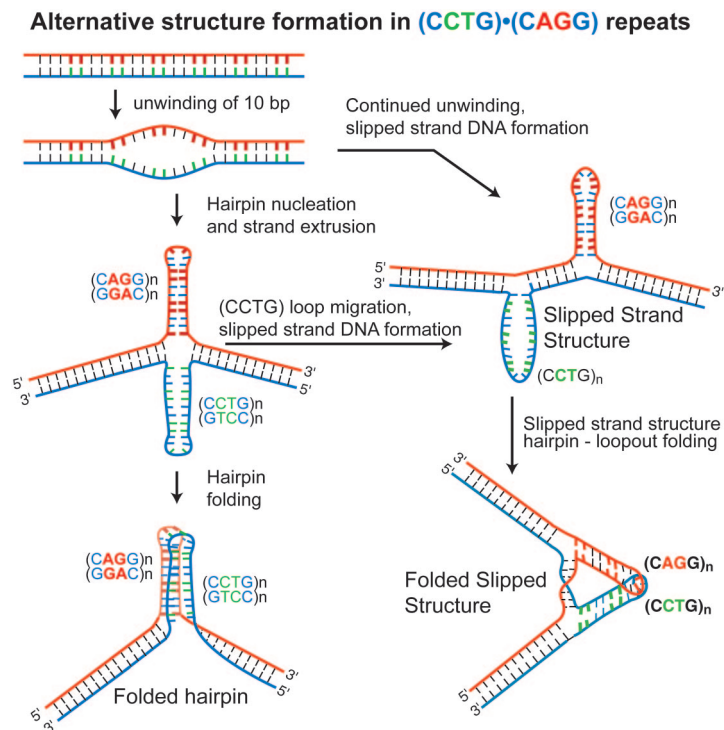 Alternative structure formation in (CCTG)•(CAGG) repeats
unwinding of 10 bp
Continued unwinding,
slipped strand DNA formation
Hairpin nucleation
and strand extrusion
(CAGG)n
(GGAC)n
(CAGG)n
(GGAC)n
5'
3'
3'
(CCTG) loop migration,
slipped strand DNA formation
Slipped Strand
Structure
(CCTG)n
5'
3'
3'
5'
(CCTG)n
(GTCC)n
Slipped strand structure
hairpin - loopout folding
Hairpin
folding
3'
5'
(CAGG)n
(GGAC)n
(CCTG)n
(GTCC)n
Folded Slipped
Structure
(CAGG)n
(CCTG)n
Folded hairpin
3'
5'
5'
3'
5'
3'